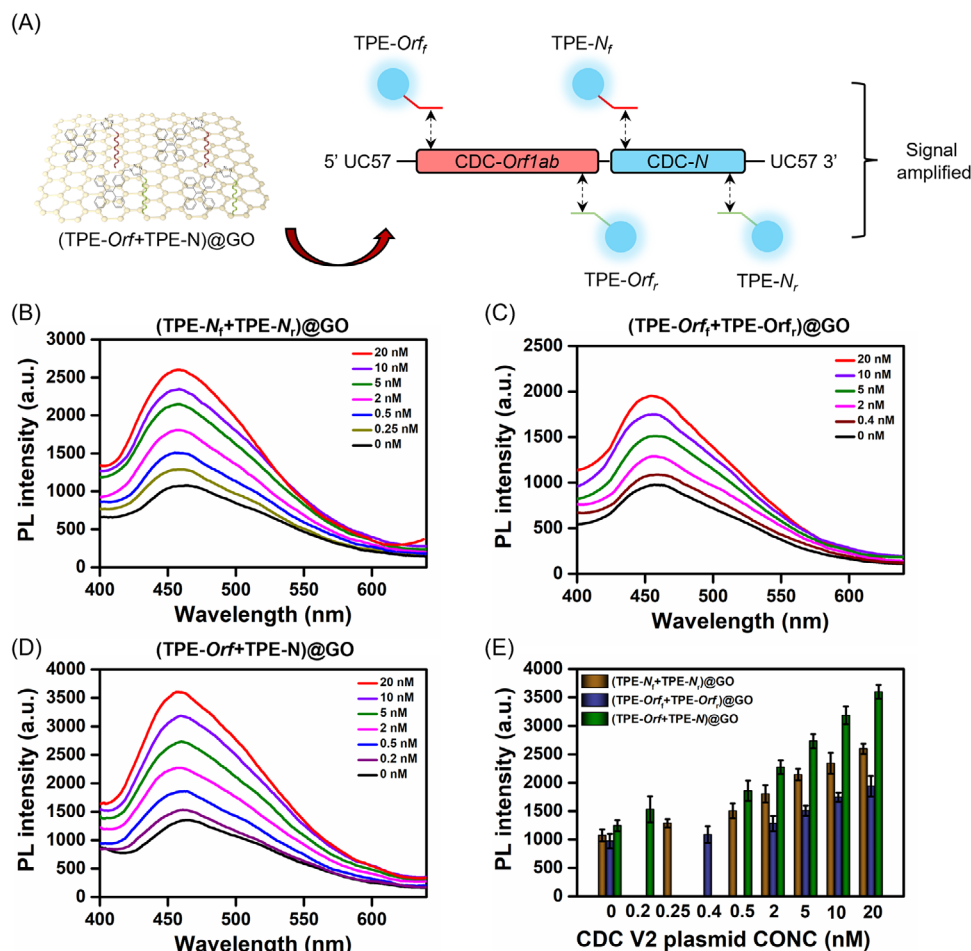 (A)
TPE-Orff
TPE-Nf
5' UC57
CDC-Orf1ab
CDC-N
UC57 3'
Signal
amplified
(TPE-Orf+TPE-N)@GO
TPE-Orfr
TPE-Nr
(B)
(TPE-Nf+TPE-Nr)@GO
PL intensity (a.u.)
3000
2500
2000
1500
1000
500
0
20 nM
10 nM
5 nM
2 nM
0.5 nM
0.25 nM
0 nM
400 450 500 550 600
Wavelength (nm)
(C)
(TPE-Orff+TPE-Orfr)@GO
PL intensity (a.u.)
2500
2000
1500
1000
500
0
20 nM
10 nM
5 nM
2 nM
0.4 nM
0 nM
400 450 500 550 600
Wavelength (nm)
(D)
(TPE-Orf+TPE-N)@GO
PL intensity (a.u.)
4000
3500
3000
2500
2000
1500
1000
500
0
20 nM
10 nM
5 nM
2 nM
0.5 nM
0.2 nM
0 nM
400 450 500 550 600
Wavelength (nm)
(E)
PL intensity (a.u.)
4000
3500
3000
2500
2000
1500
1000
500
0
(TPE-Nf+TPE-Nr)@GO
(TPE-Orff+TPE-Orfr)@GO
(TPE-Orf+TPE-N)@GO
0 0.2 0.25 0.4 0.5 2 5 10 20
CDC V2 plasmid CONC (nM)